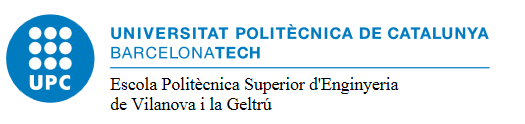 UPC
UNIVERSITAT POLITÈCNICA DE CATALUNYA
BARCELONATECH
Escola Politècnica Superior d'Enginyeria
de Vilanova i la Geltrú